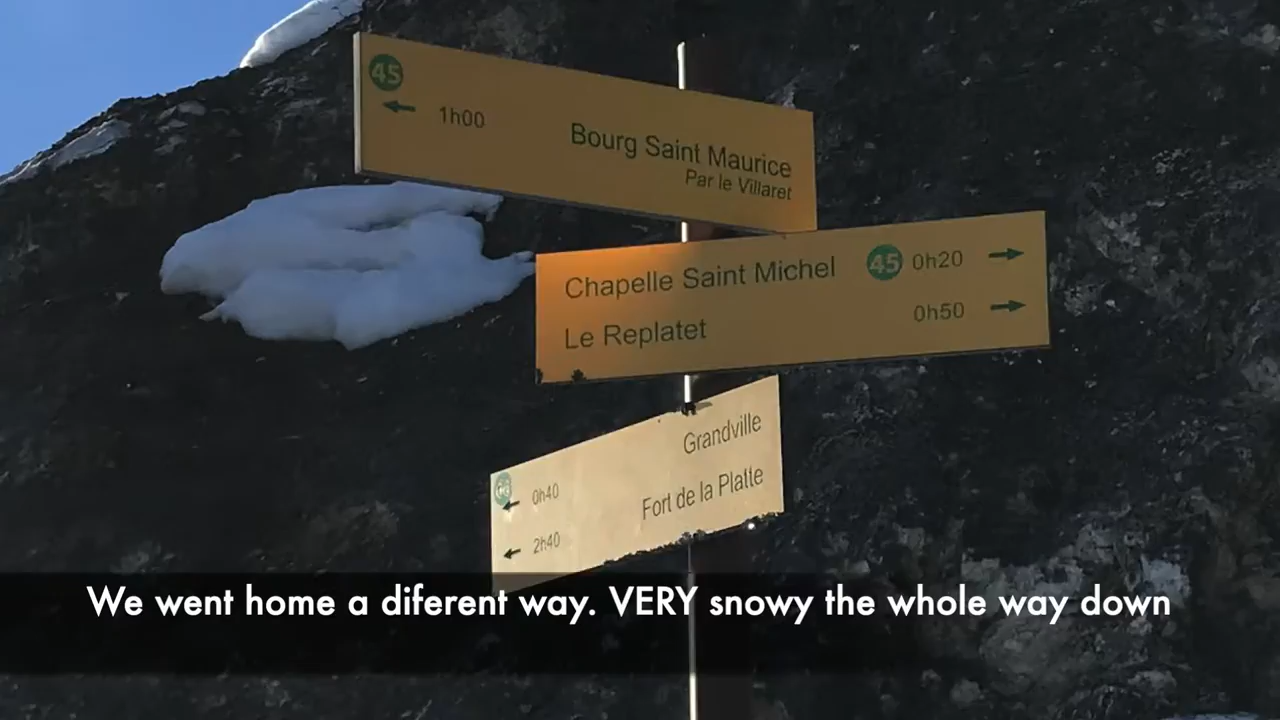 45
1h00
Bourg Saint Maurice
Par le Villaret
Chapelle Saint Michel 45 0h20
Le Replatet 0h50
Grandville
0h40
Fort de la Platte
2h40
We went home a diferent way. VERY snowy the whole way down